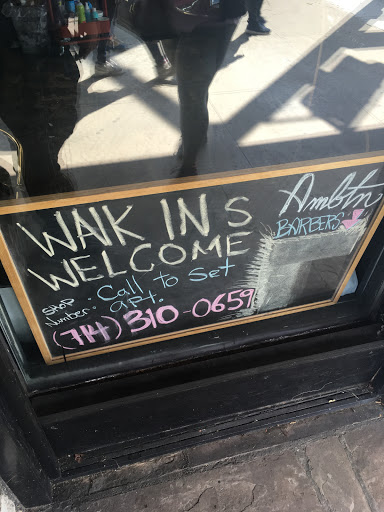 WALK INS
WELCOME
Ambtn
BARBERS
SHOP
Number.
. Call to Set
apt.
(714) 310-0659